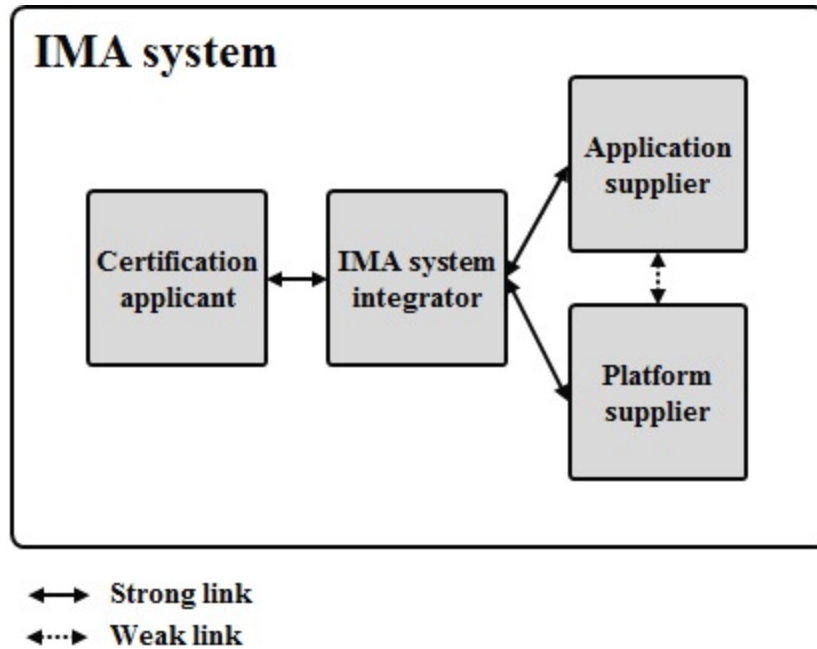 IMA system
Certification
applicant
IMA system
integrator
Application
supplier
Platform
supplier
Strong link
Weak link